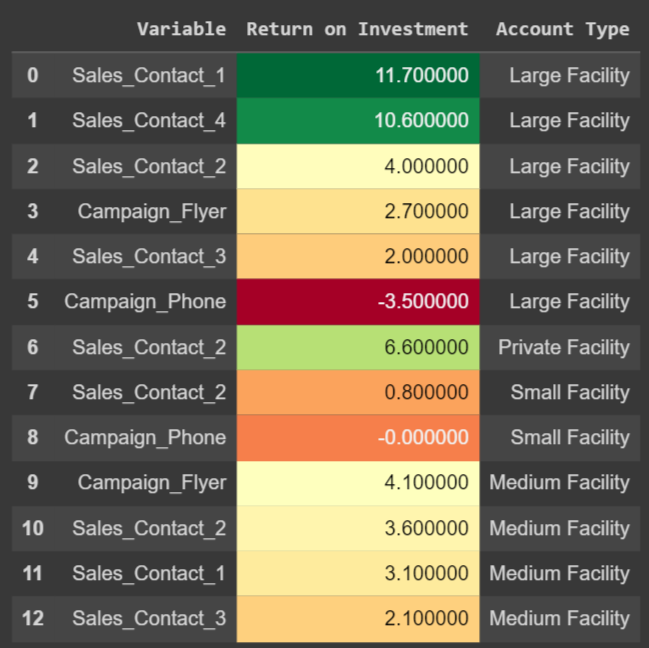 Variable Return on Investment Account Type
0 Sales_Contact_1 11.700000 Large Facility
1 Sales_Contact_4 10.600000 Large Facility
2 Sales_Contact_2 4.000000 Large Facility
3 Campaign_Flyer 2.700000 Large Facility
4 Sales_Contact_3 2.000000 Large Facility
5 Campaign_Phone -3.500000 Large Facility
6 Sales_Contact_2 6.600000 Private Facility
7 Sales_Contact_2 0.800000 Small Facility
8 Campaign_Phone -0.000000 Small Facility
9 Campaign_Flyer 4.100000 Medium Facility
10 Sales_Contact_2 3.600000 Medium Facility
11 Sales_Contact_1 3.100000 Medium Facility
12 Sales_Contact_3 2.100000 Medium Facility